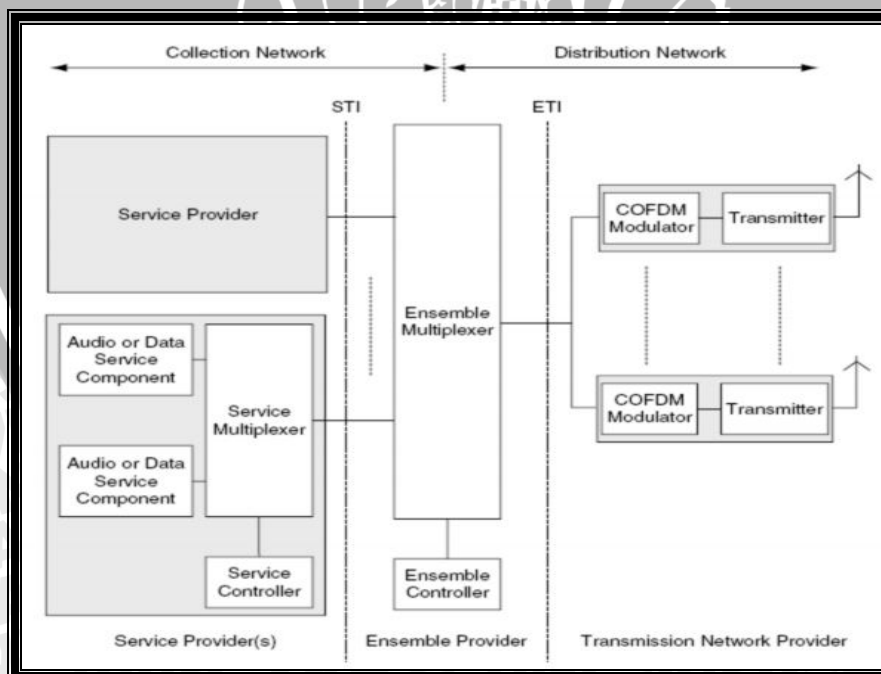 Collection Network
Distribution Network
STI
ETI
Service Provider
Audio or Data
Service
Component
Audio or Data
Service
Component
Service
Multiplexer
Service
Controller
Ensemble
Multiplexer
Ensemble
Controller
COFDM
Modulator
Transmitter
COFDM
Modulator
Transmitter
Service Provider(s)
Ensemble Provider
Transmission Network Provider